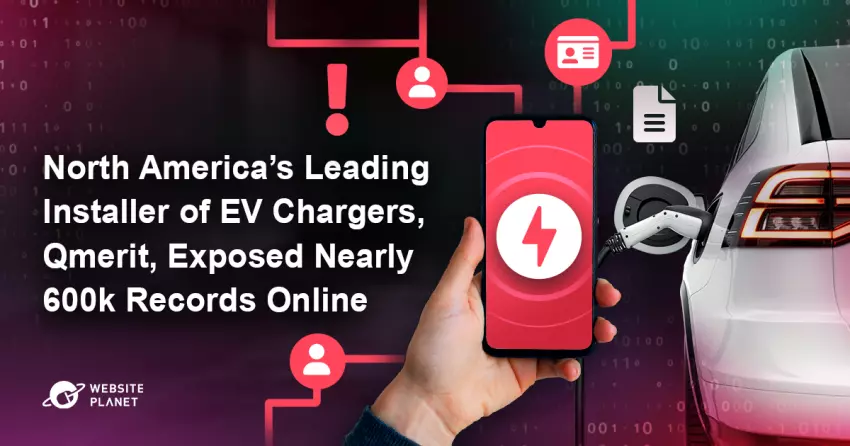 North America's Leading
Installer of EV Chargers,
Qmerit, Exposed Nearly
600k Records Online
WEBSITE
PLANET